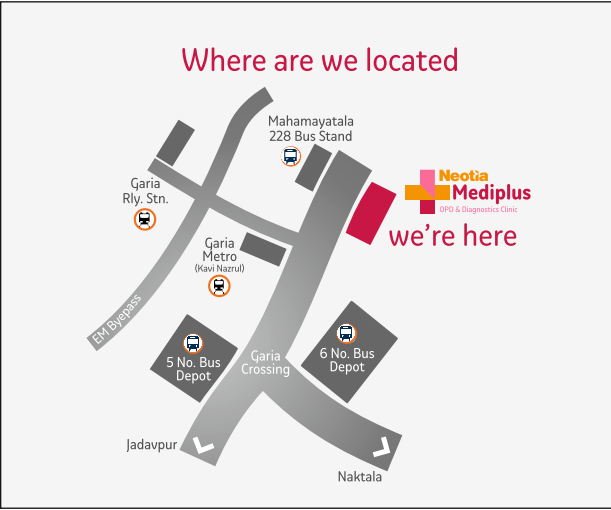 Where are we located
Mahamayatala
228 Bus Stand
Neotia
Mediplus
OPD & Diagnostics Clinic
we're here
Garia
Rly. Stn.
Garia
Metro
(Kavi Nazrul)
EM Byepass
5 No. Bus
Depot
Garia
Crossing
6 No. Bus
Depot
Jadavpur
Naktala